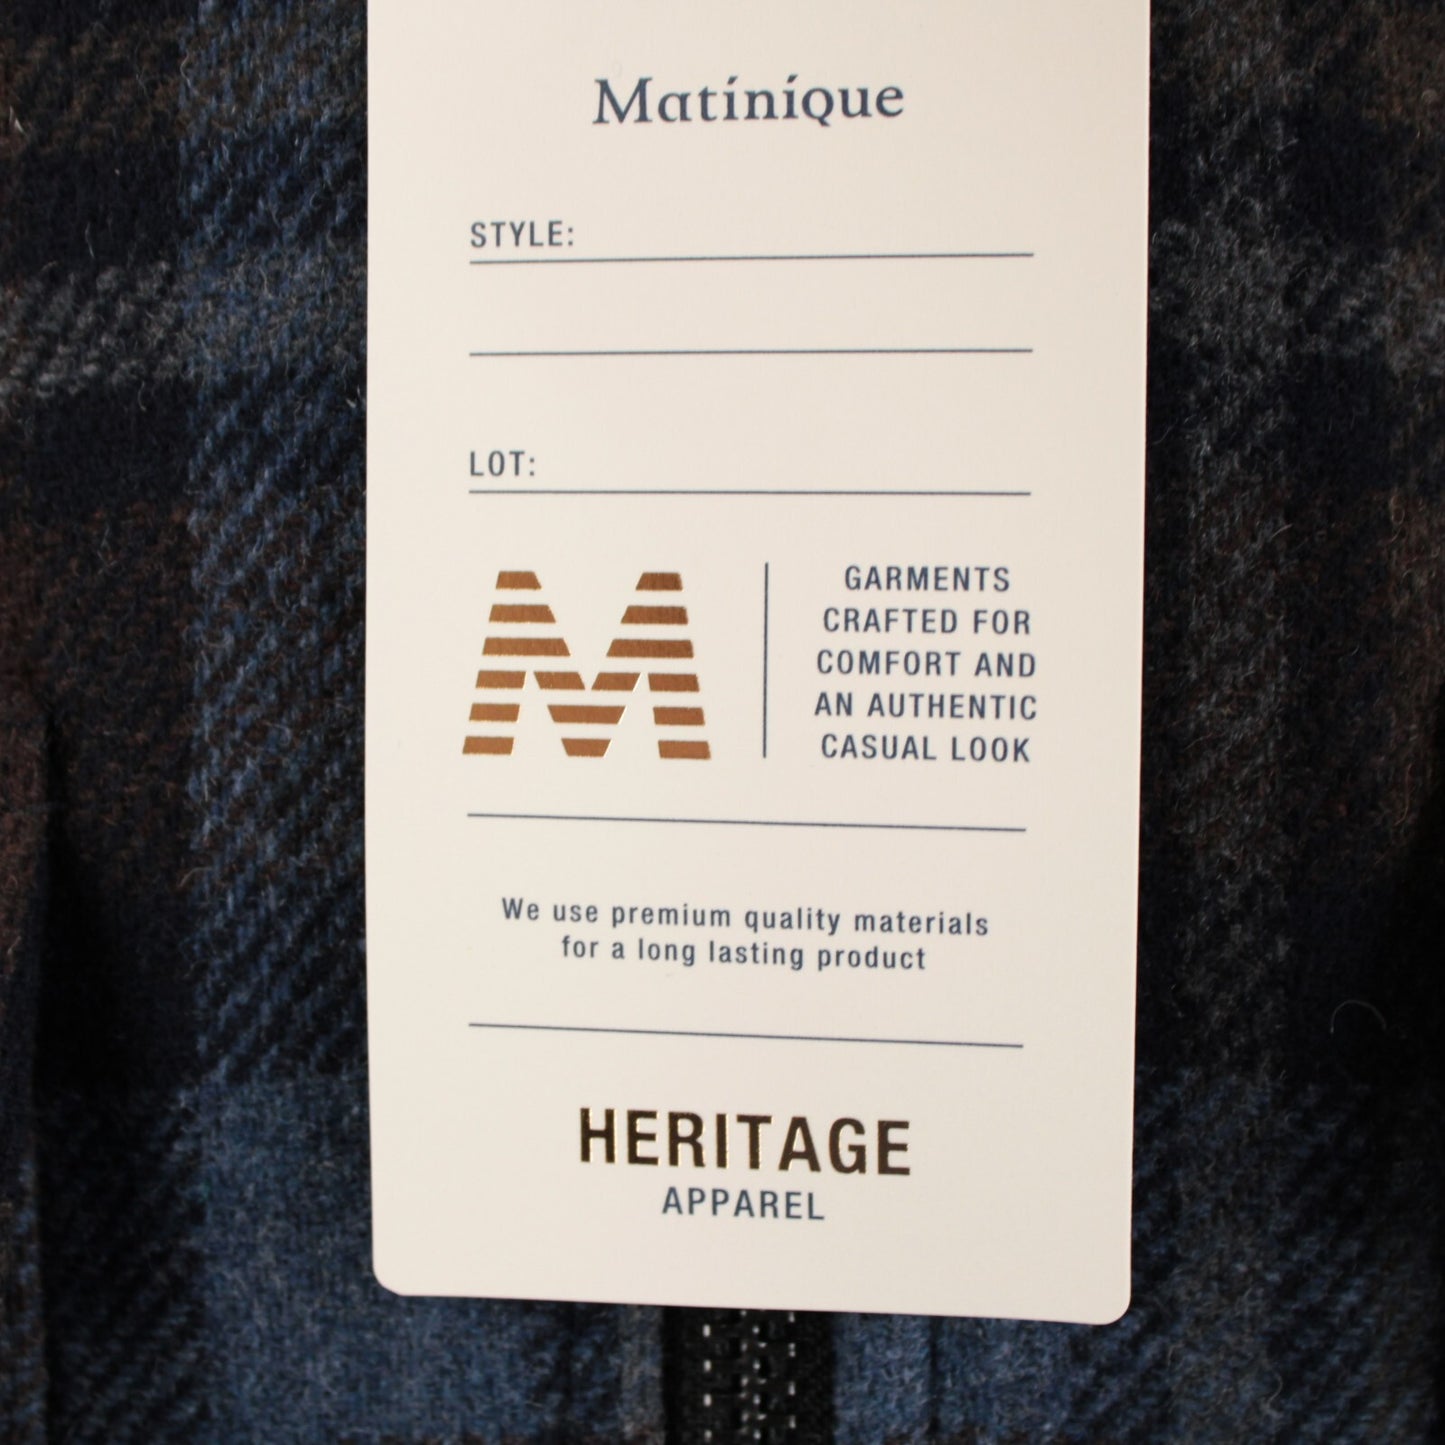 Matinique
STYLE:
LOT:
M
GARMENTS
CRAFTED FOR
COMFORT AND
AN AUTHENTIC
CASUAL LOOK
We use premium quality materials
for a long lasting product
HERITAGE
APPAREL